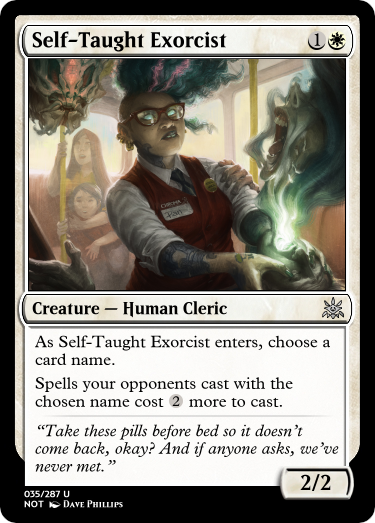 Self-Taught Exorcist 1
Creature — Human Cleric
As Self-Taught Exorcist enters, choose a
card name.
Spells your opponents cast with the
chosen name cost 2 more to cast.
“Take these pills before bed so it doesn’t
come back, okay? And if anyone asks, we’ve
never met.”
2/2
035/287 U
NOT Dave Phillips